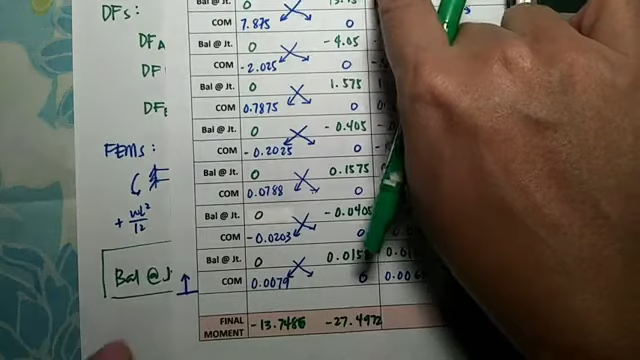 DFs:
Bal @ Jt. 0
COM 7.875 0
DF
Bal @ Jt. 0 -4.05
COM -2.025 0
DF
Bal @ Jt. 0 1.575
COM 0.7875 0
DF
Bal @ Jt. 0 -0.405
COM -0.2025 0
FEMs:
Bal @ Jt. 0 0.1575
COM 0.0788 0
+ wL²/12
Bal @ Jt. 0 -0.0405
COM -0.0203 0
Bal @ Jt
Bal @ Jt. 0
COM 0.0079 0
FINAL MOMENT -13.7486 -27.4972